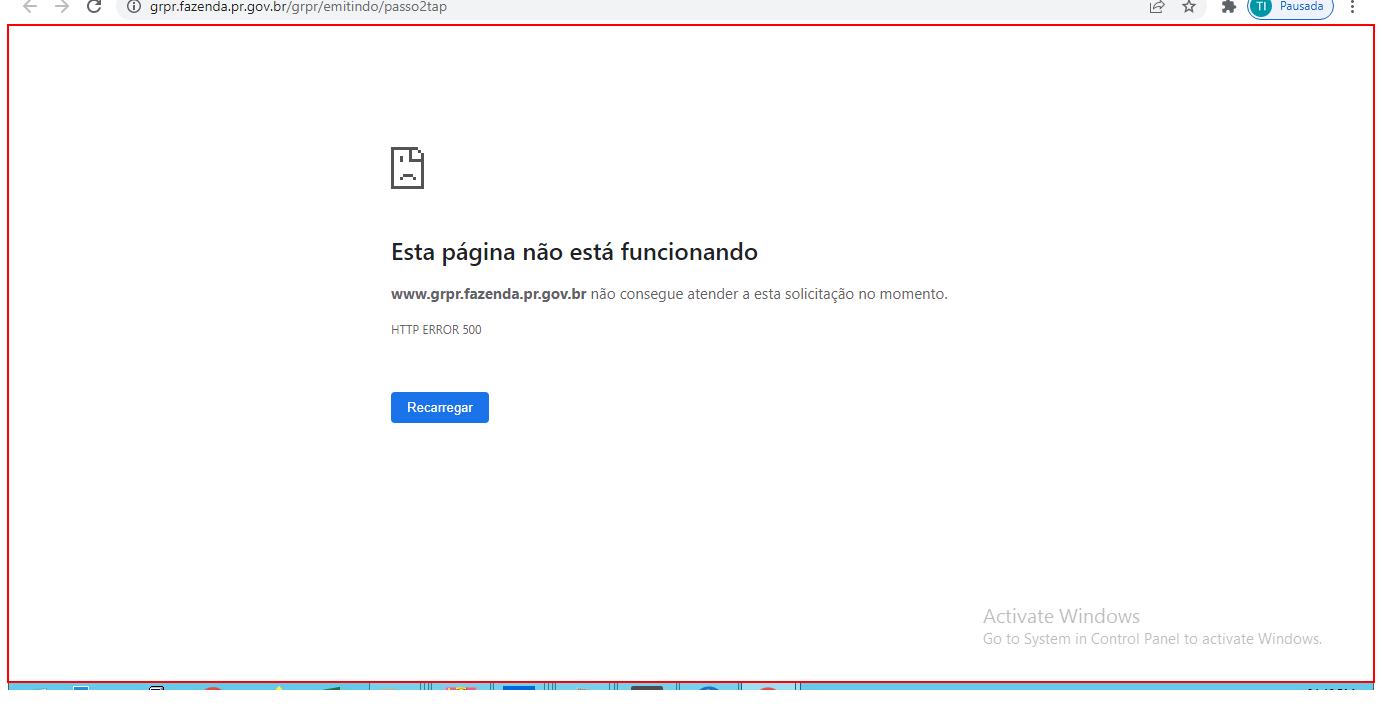 grpr.fazenda.pr.gov.br/grpr/emitindo/passo2tap
TI Pausada
Esta página não está funcionando
www.grpr.fazenda.pr.gov.br não consegue atender a esta solicitação no momento.
HTTP ERROR 500
Recarregar
Activate Windows
Go to System in Control Panel to activate Windows.